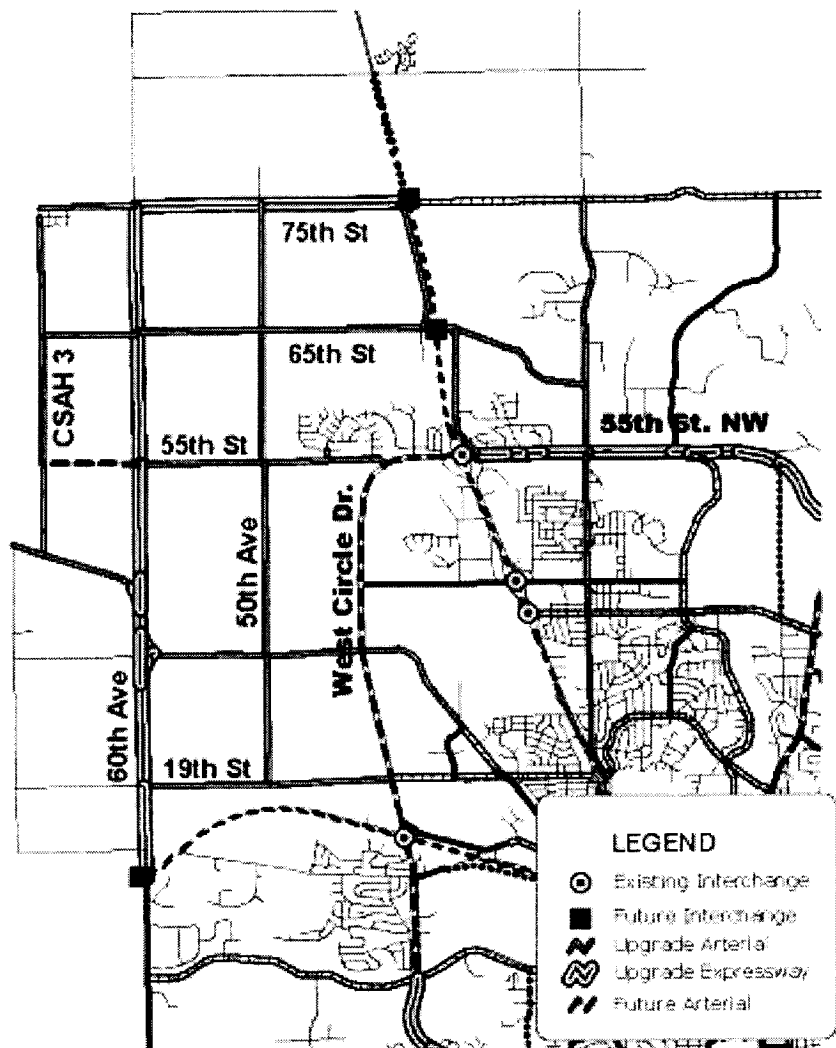 75th St
65th St
CSAH 3
55th St. NW
55th St
West Circle Dr.
50th Ave
60th Ave
19th St
LEGEND
Existing Interchange
Future Interchange
Upgrade Arterial
Upgrade Expressway
Future Arterial